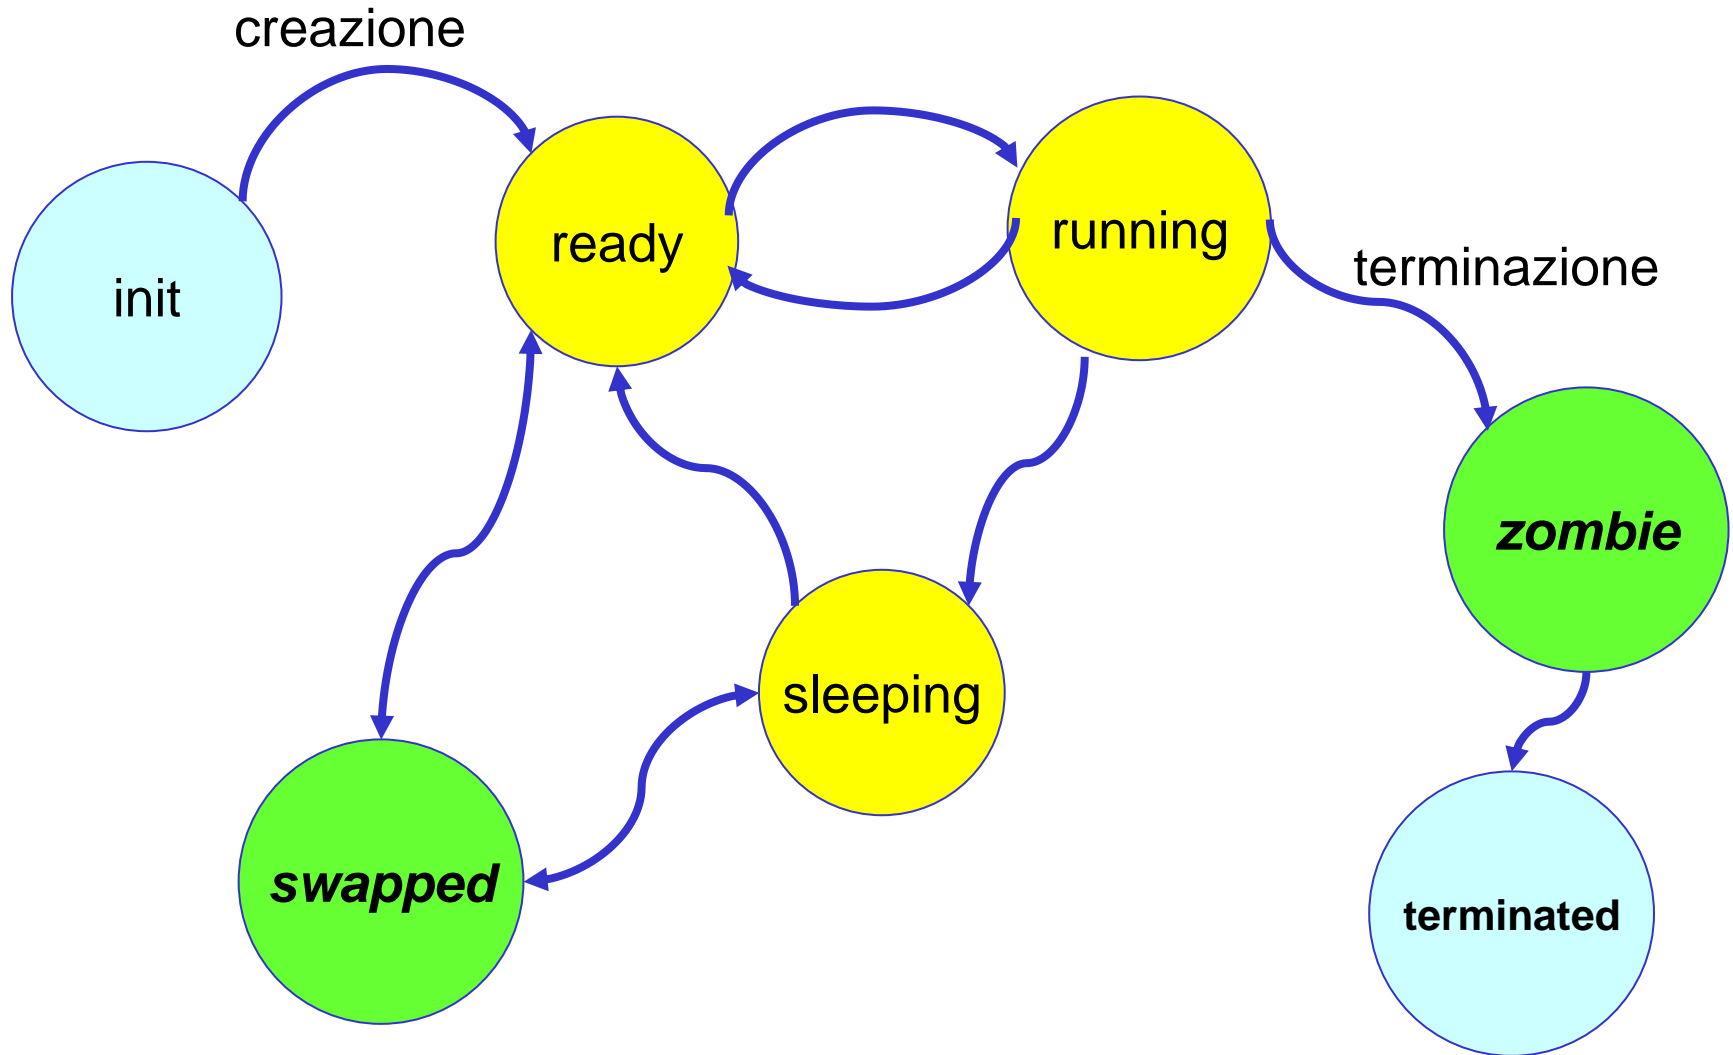 creazione
init
ready
running
terminazione
zombie
sleeping
swapped
terminated